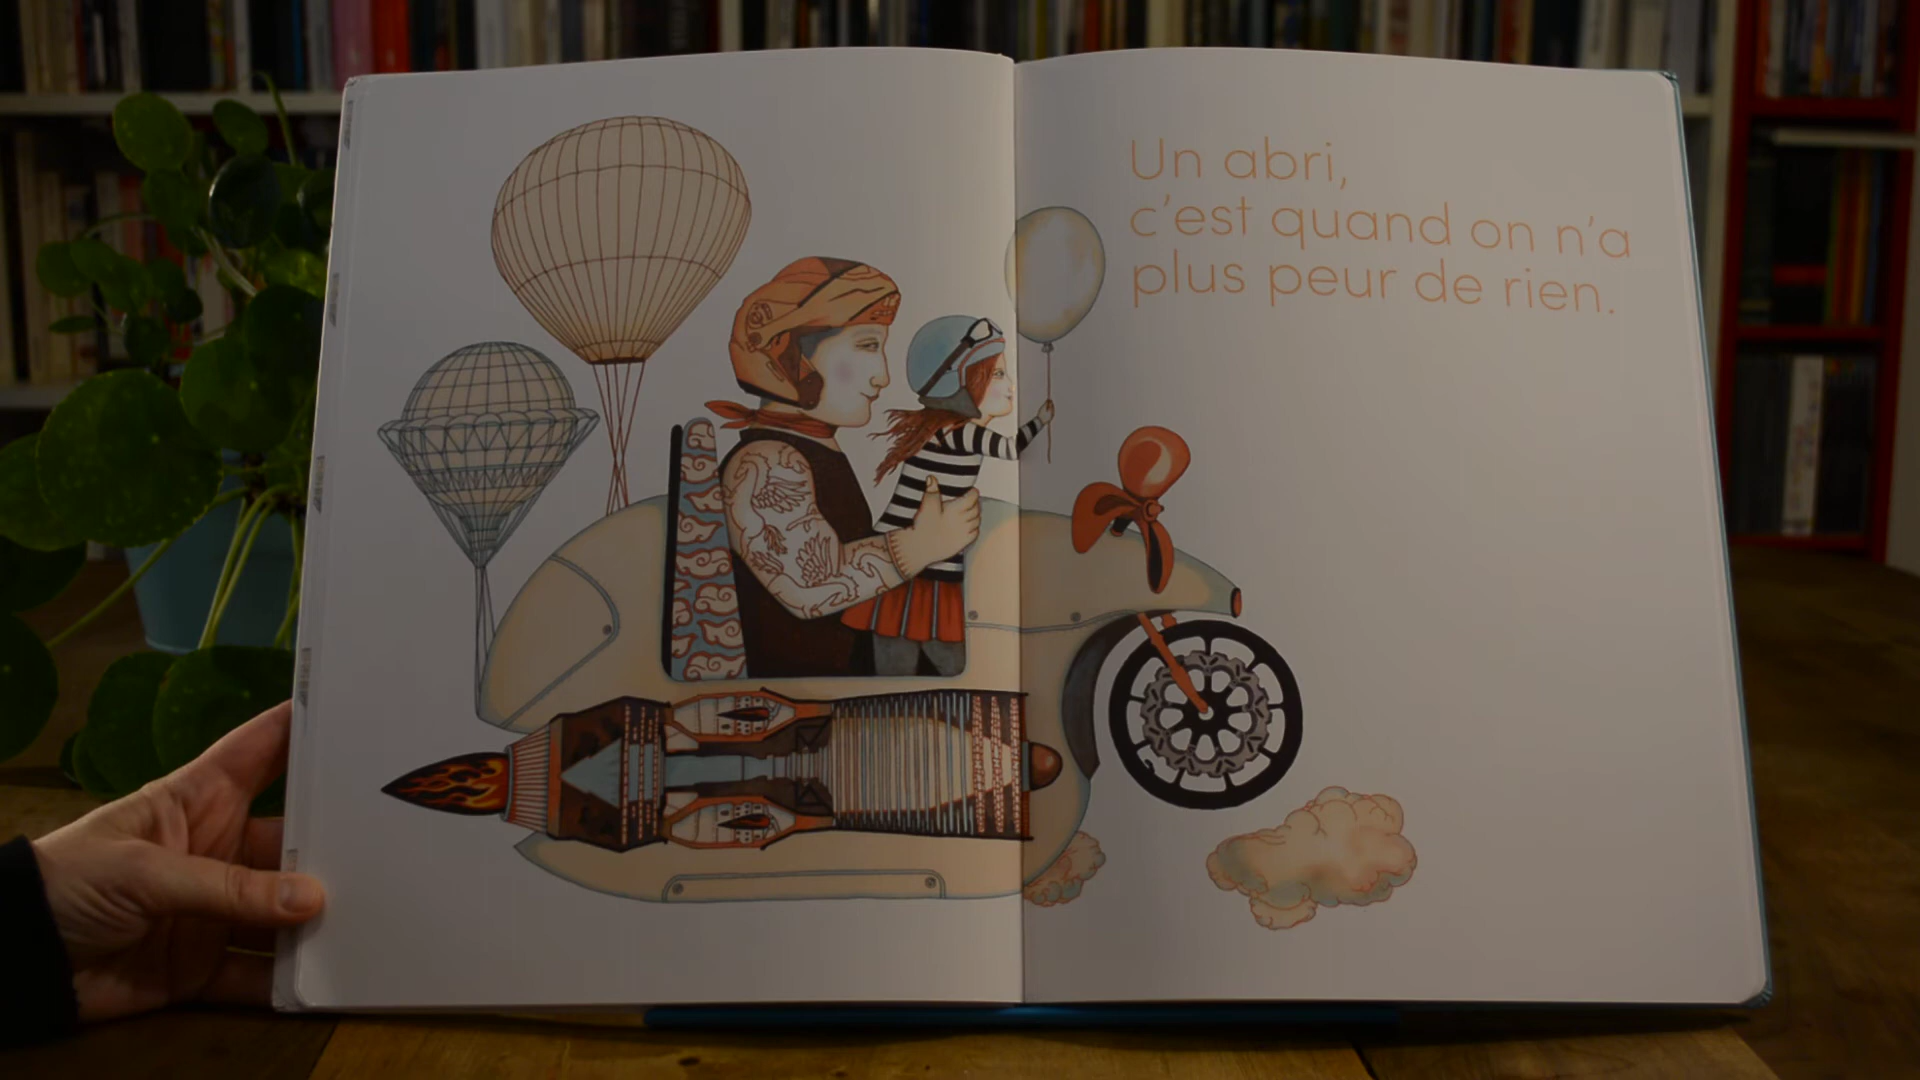 Un abri,
c'est quand on n'a
plus peur de rien.